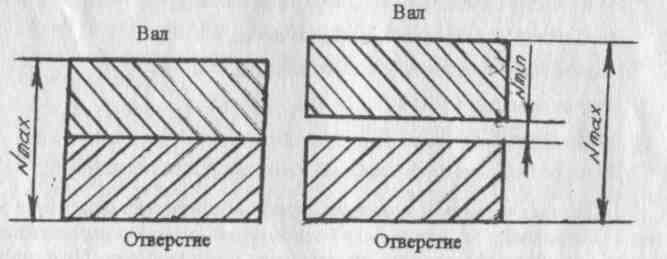 Вал
Nmax
Отверстие
Вал
Nmin
Nmax
Отверстие